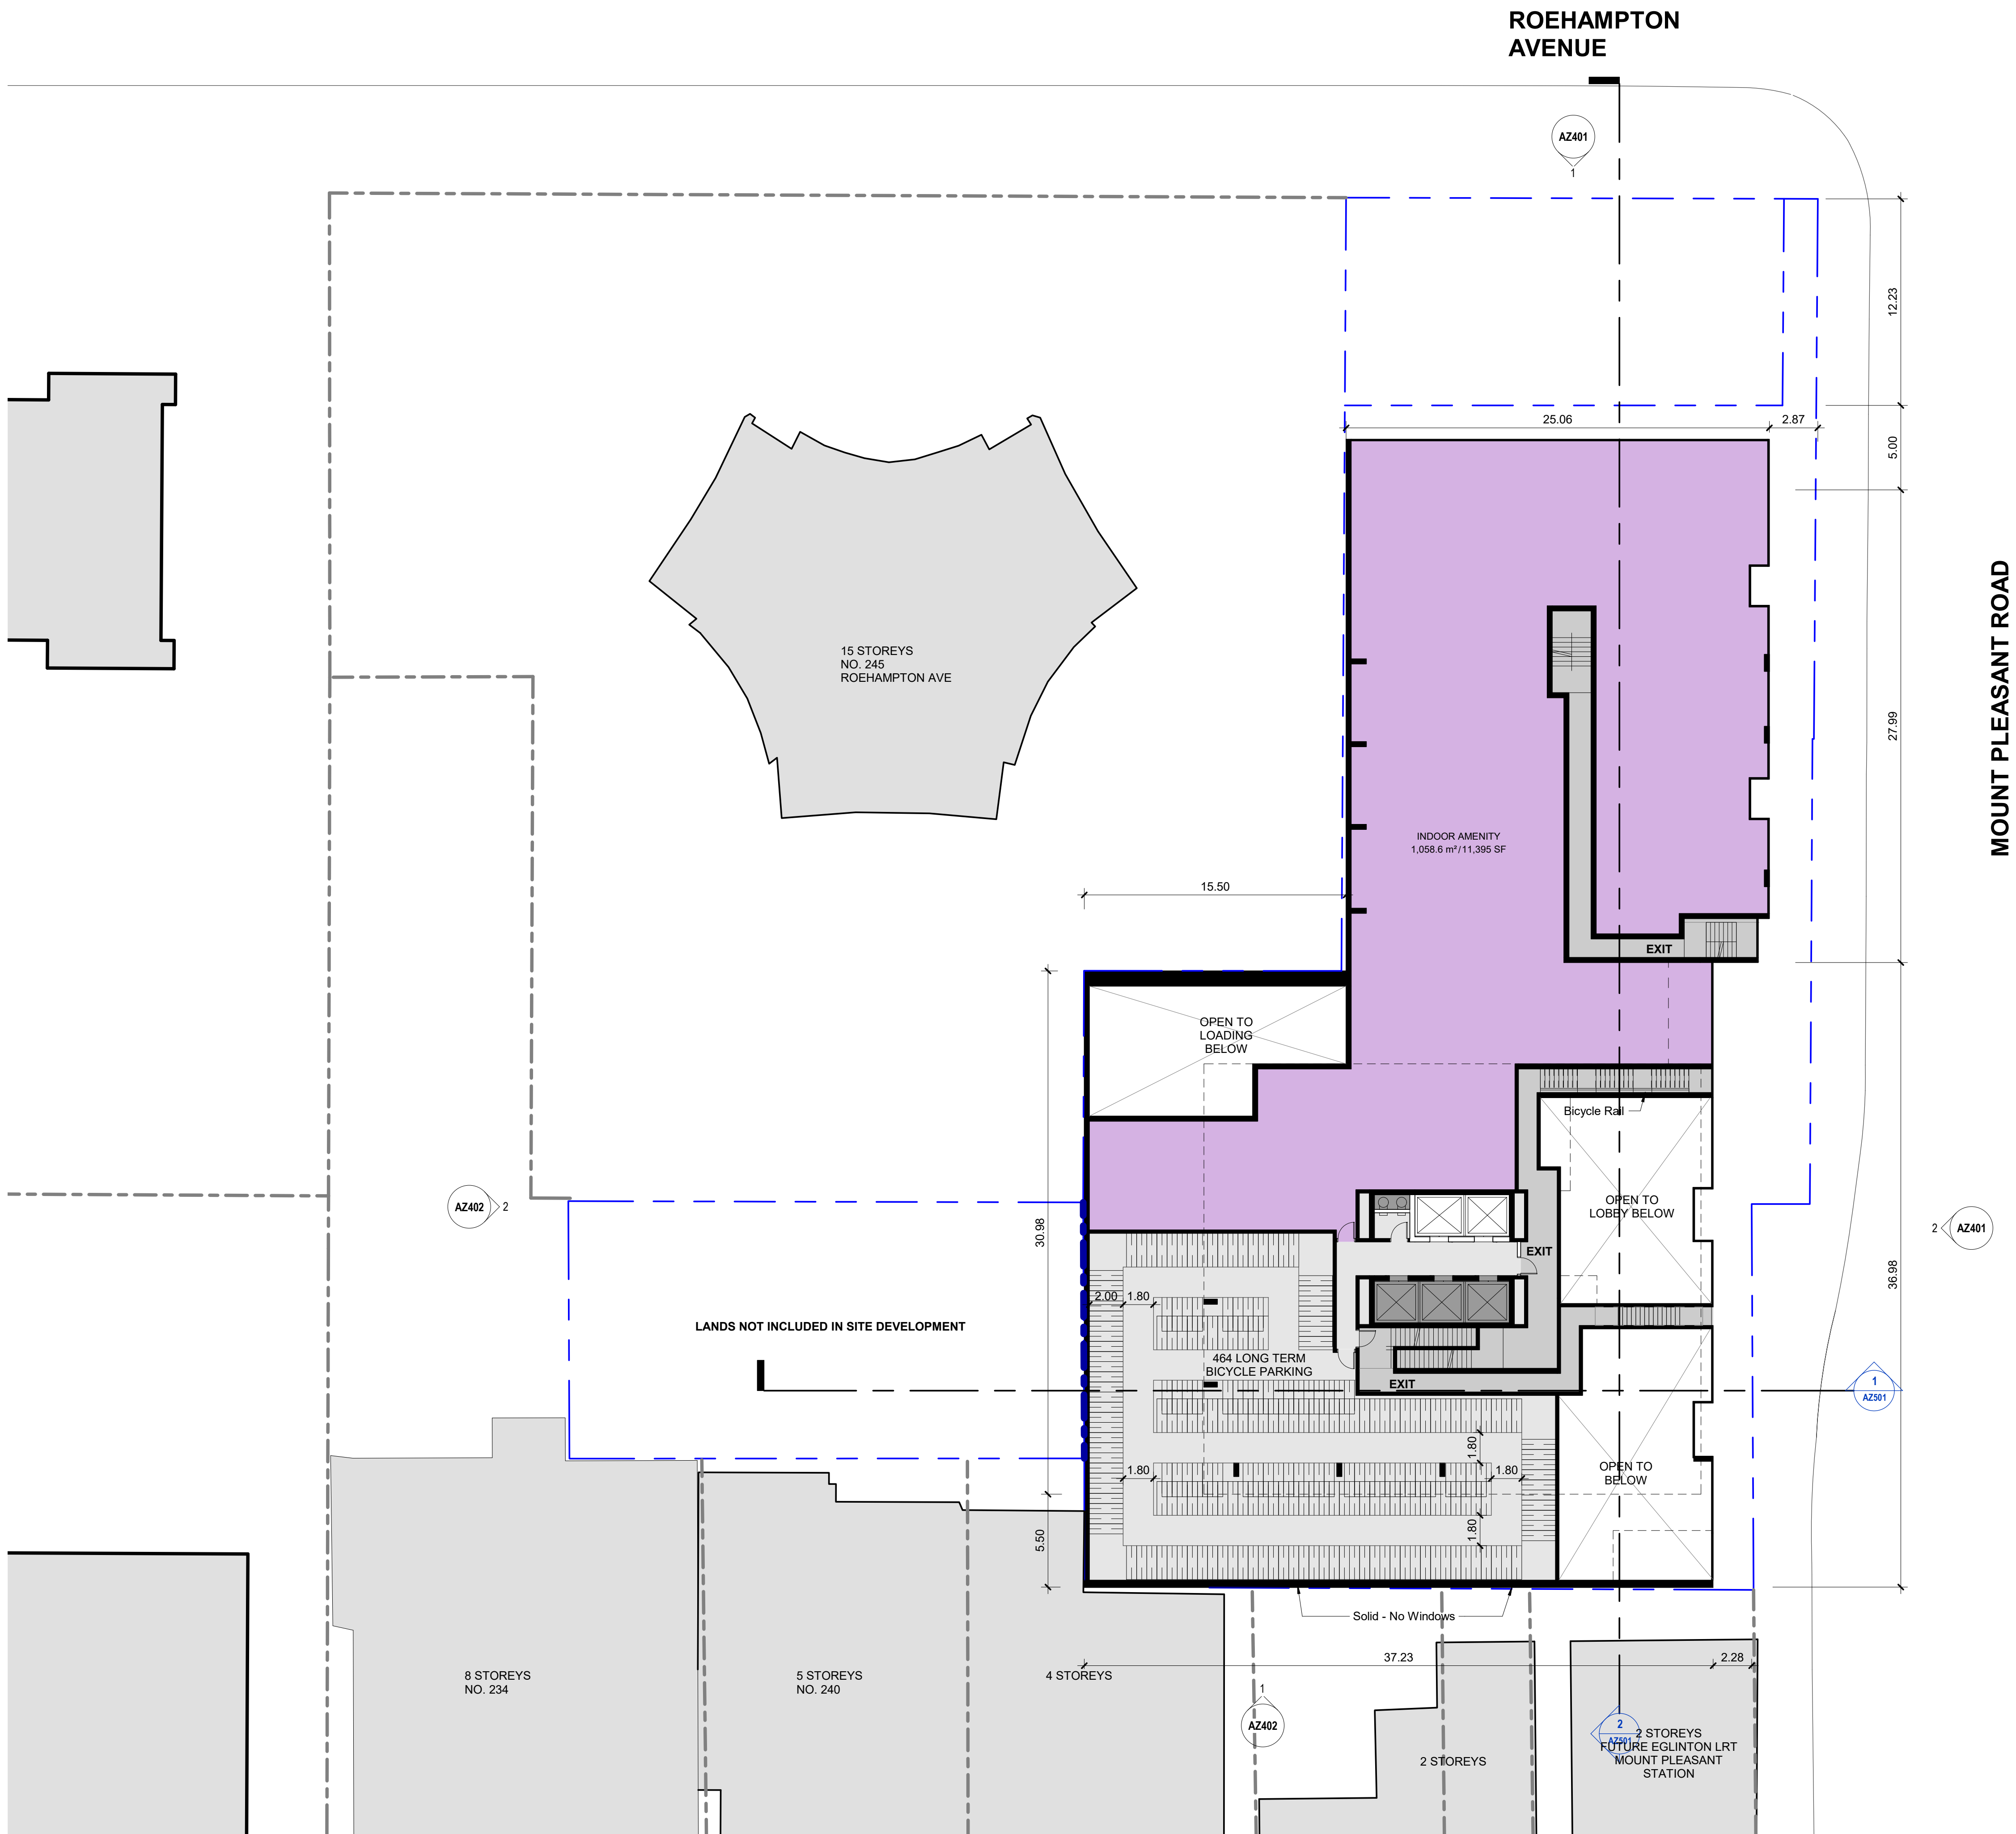 ROEHAMPTON
AVENUE
AZ401
1
12.23
25.06
2.87
5.00
MOUNT PLEASANT ROAD
15 STOREYS
NO. 245
ROEHAMPTON AVE
27.99
INDOOR AMENITY
1,058.6 m²/11,395 SF
15.50
EXIT
OPEN TO
LOADING
BELOW
Bicycle Rail
AZ402
2
OPEN TO
LOBBY BELOW
2
AZ401
30.98
EXIT
36.98
2.00
1.80
LANDS NOT INCLUDED IN SITE DEVELOPMENT
464 LONG TERM
BICYCLE PARKING
EXIT
1
AZ501
1.80
1.80
1.80
OPEN TO
BELOW
5.50
1.80
Solid - No Windows
37.23
2.28
8 STOREYS
NO. 234
5 STOREYS
NO. 240
4 STOREYS
1
AZ402
2
AZ501
2 STOREYS
FUTURE EGLINTON LRT
MOUNT PLEASANT
STATION
2 STOREYS